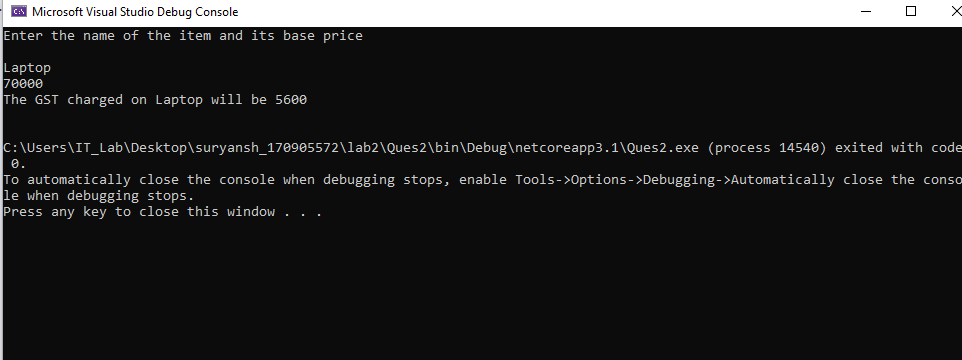 Microsoft Visual Studio Debug Console
Enter the name of the item and its base price
Laptop
70000
The GST charged on Laptop will be 5600
C:\Users\IT_Lab\Desktop\suryansh_170905572\lab2\Ques2\bin\Debug\netcoreapp3.1\Ques2.exe (process 14540) exited with code
 0.
To automatically close the console when debugging stops, enable Tools->Options->Debugging->Automatically close the conso
le when debugging stops.
Press any key to close this window . . .